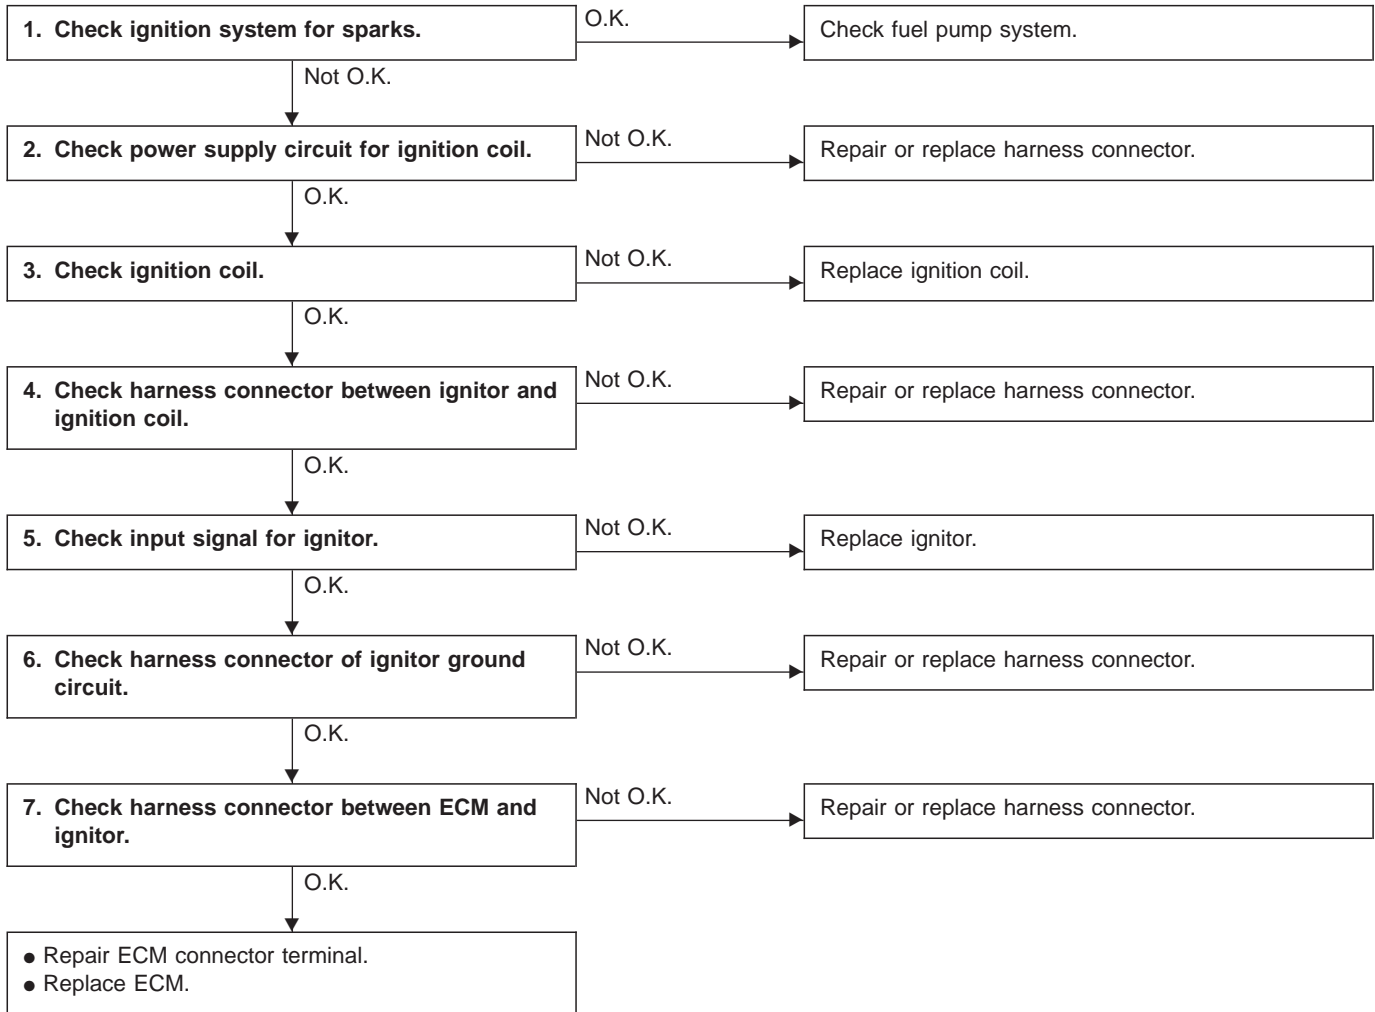 1. Check ignition system for sparks.
O.K.
Check fuel pump system.
Not O.K.
2. Check power supply circuit for ignition coil.
Not O.K.
Repair or replace harness connector.
O.K.
3. Check ignition coil.
Not O.K.
Replace ignition coil.
O.K.
4. Check harness connector between ignitor and
ignition coil.
Not O.K.
Repair or replace harness connector.
O.K.
5. Check input signal for ignitor.
Not O.K.
Replace ignitor.
O.K.
6. Check harness connector of ignitor ground
circuit.
Not O.K.
Repair or replace harness connector.
O.K.
7. Check harness connector between ECM and
ignitor.
Not O.K.
Repair or replace harness connector.
O.K.
● Repair ECM connector terminal.
● Replace ECM.